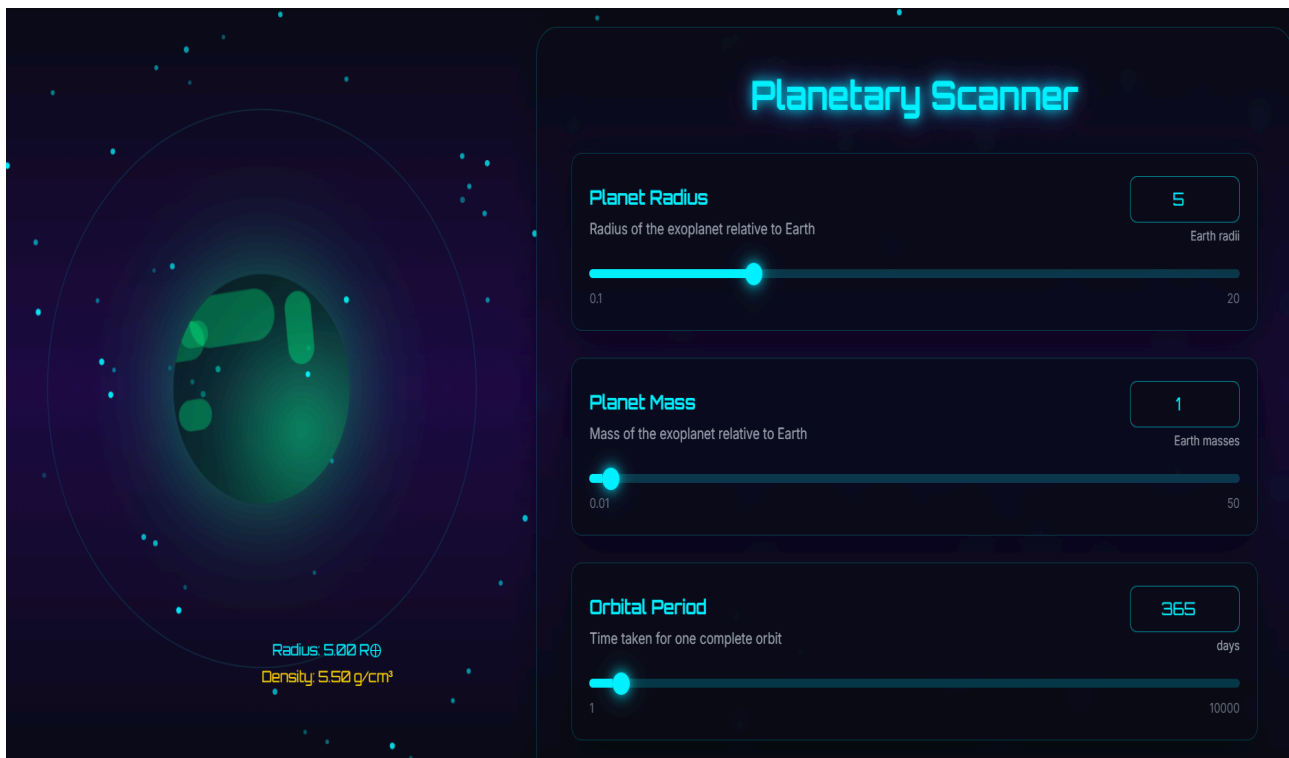 Planetary Scanner
Planet Radius
5
Radius of the exoplanet relative to Earth
Earth radii
0.1
20
Planet Mass
1
Mass of the exoplanet relative to Earth
Earth masses
0.01
50
Orbital Period
365
Time taken for one complete orbit
days
1
10000
Radius: 5.00 R⊕
Density: 5.50 g/cm³